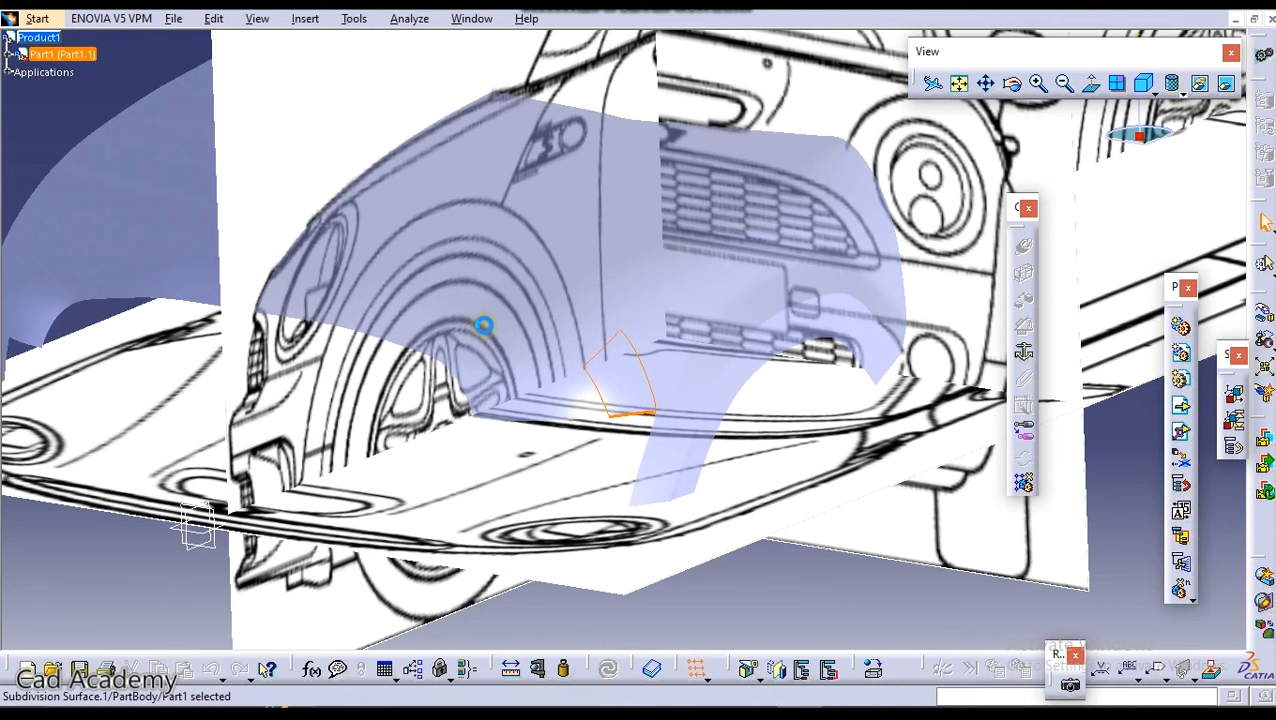 Start ENOVIA V5 VPM File Edit View Insert Tools Analyze Window Help
Product1
Part1 (Part1.1)
Applications
View
C
P
S
R..
f(x)
Cad Academy
CATIA
Subdivision Surface.1/PartBody/Part1 selected